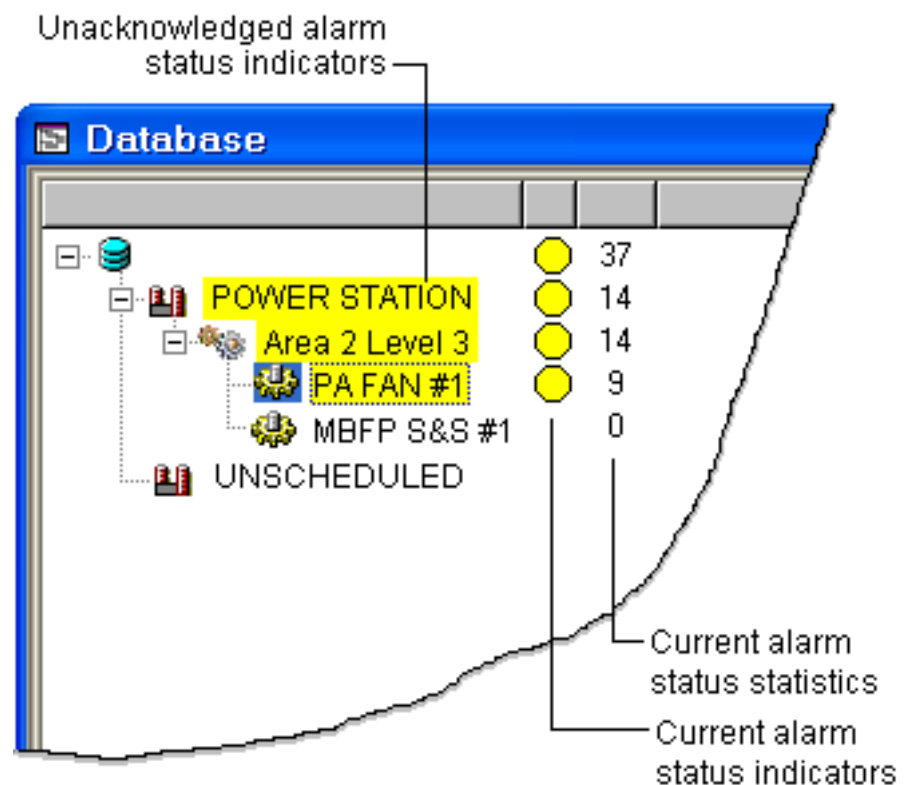 Unacknowledged alarm
status indicators
Database
37
POWER STATION 14
Area 2 Level 3 14
PA FAN #1 9
MBFP S&S #1 0
UNSCHEDULED
Current alarm
status statistics
Current alarm
status indicators